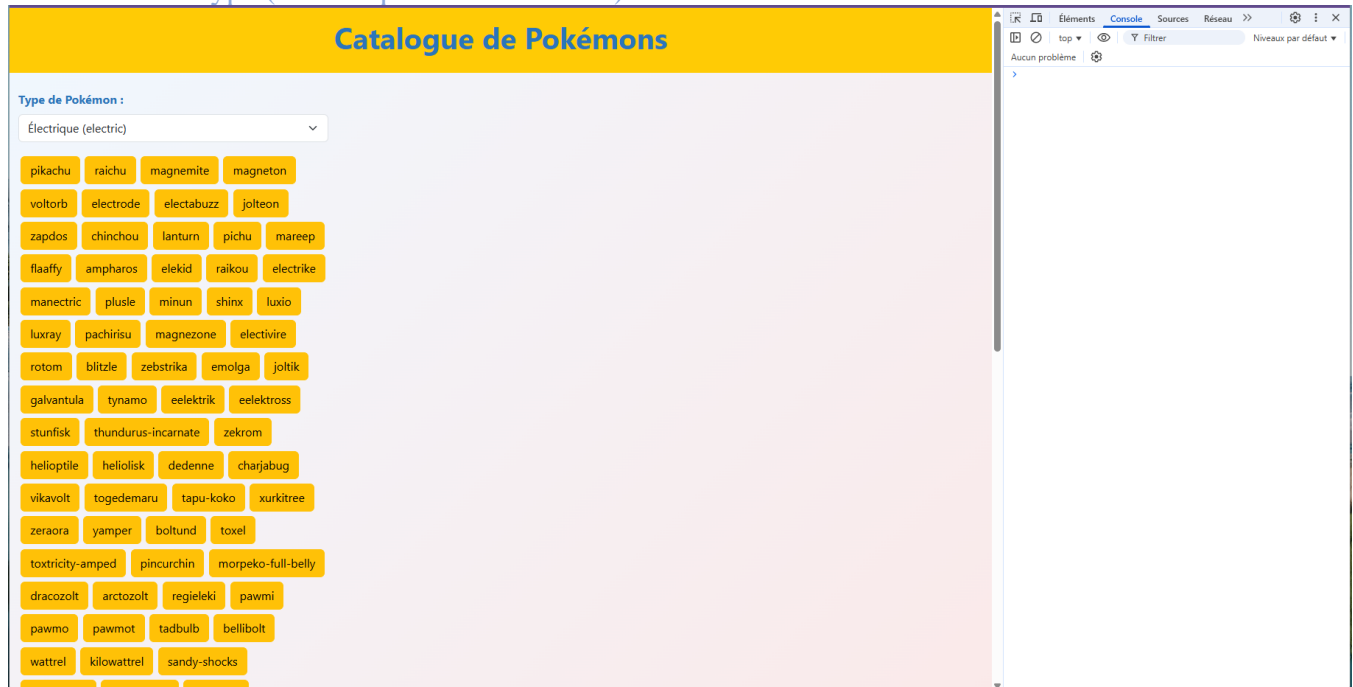 Catalogue de Pokémons
Type de Pokémon :
Électrique (electric)
pikachu raichu magnemite magneton
voltorb electrode electabuzz jolteon
zapdos chinchou lanturn pichu mareep
flaaffy ampharos elekid raikou electrike
manectric plusle minun shinx luxio
luxray pachirisu magnezone electivire
rotom blitzle zebstrika emolga joltik
galvantula tynamo eelektrik eelektross
stunfisk thundurus-incarnate zekrom
helioptile heliolisk dedenne charjabug
vikavolt togedemaru tapu-koko xurkitree
zeraora yamper boltund toxel
toxtricity-amped pincurchin morpeko-full-belly
dracozolt arctozolt regieleki pawmi
pawmo pawmot tadbulb bellibolt
wattrel kilowattrel sandy-shocks
Éléments Console Sources Réseau
top Filtrer Niveaux par défaut
Aucun problème